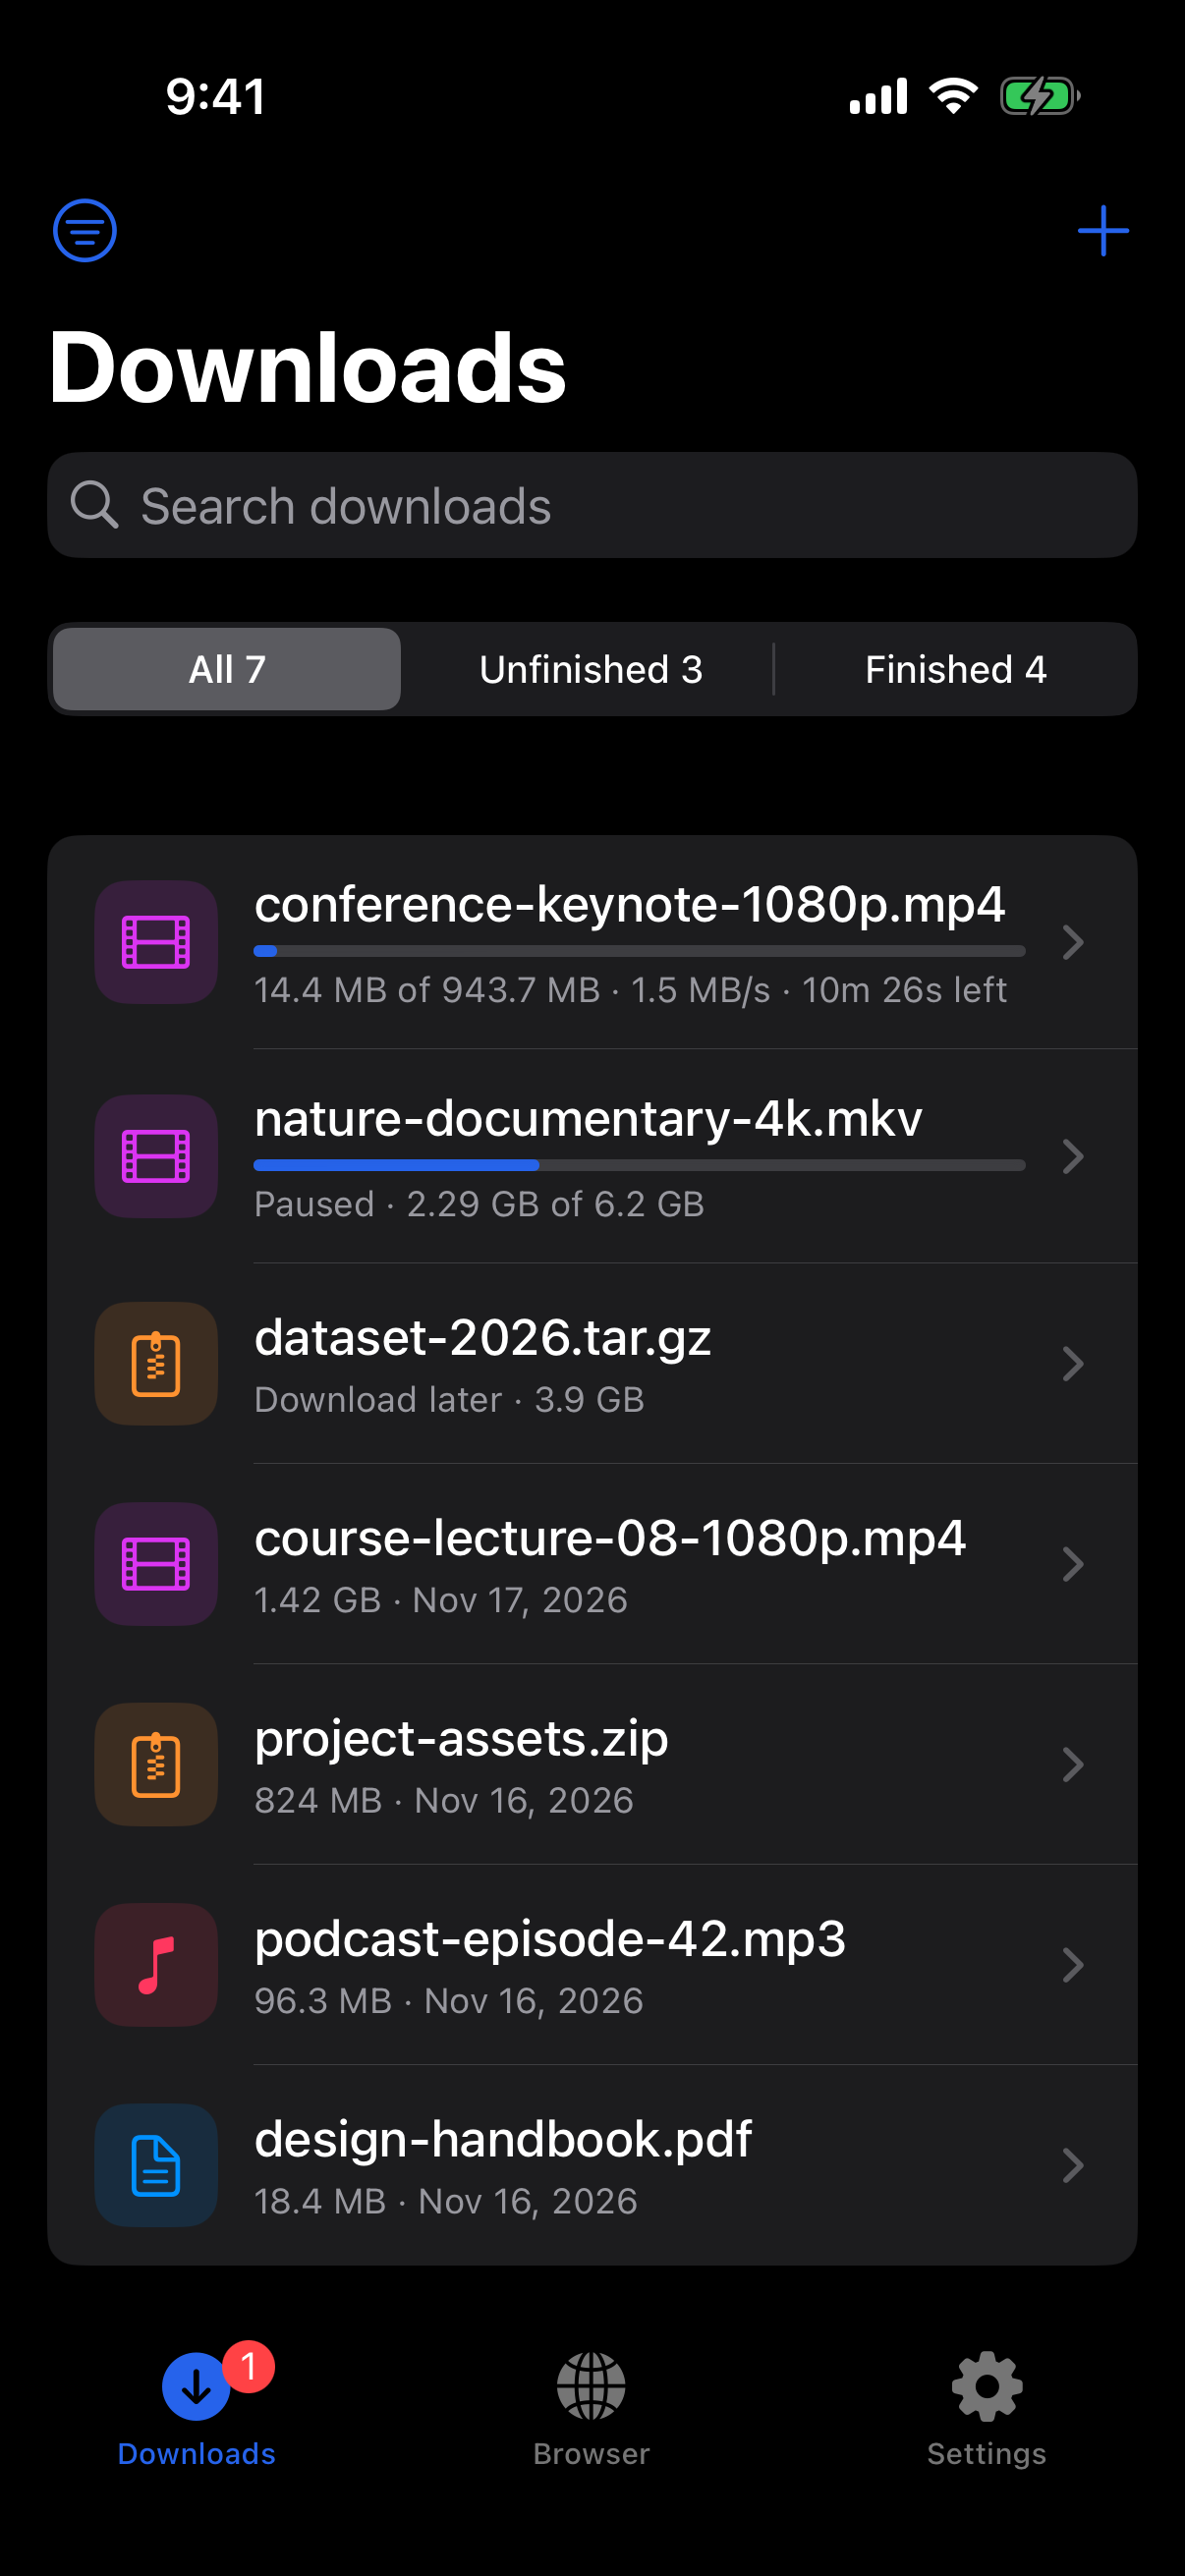 9:41
Downloads
Search downloads
All 7
Unfinished 3
Finished 4
conference-keynote-1080p.mp4
14.4 MB of 943.7 MB · 1.5 MB/s · 10m 26s left
nature-documentary-4k.mkv
Paused · 2.29 GB of 6.2 GB
dataset-2026.tar.gz
Download later · 3.9 GB
course-lecture-08-1080p.mp4
1.42 GB · Nov 17, 2026
project-assets.zip
824 MB · Nov 16, 2026
podcast-episode-42.mp3
96.3 MB · Nov 16, 2026
design-handbook.pdf
18.4 MB · Nov 16, 2026
1
Downloads
Browser
Settings